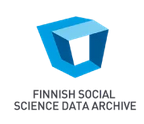 FINNISH SOCIAL
SCIENCE DATA ARCHIVE